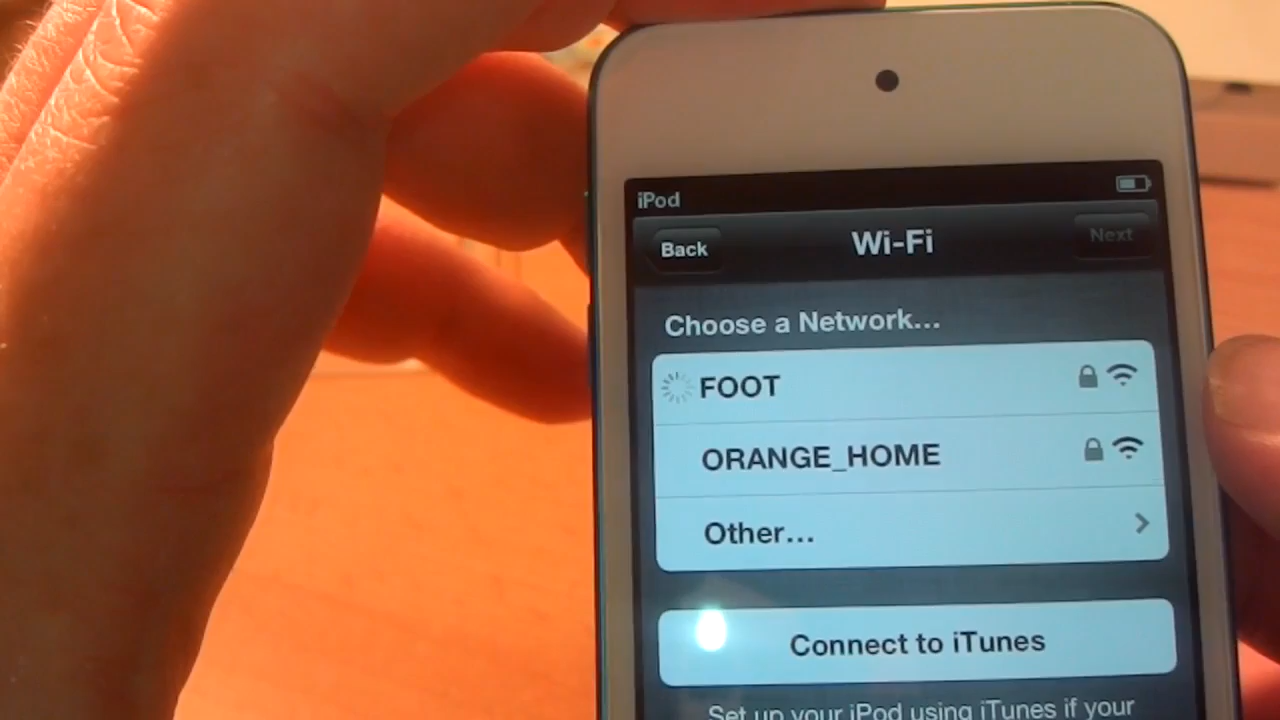 iPod
Back
Wi-Fi
Next
Choose a Network...
FOOT
ORANGE_HOME
Other...
Connect to iTunes
Set up your iPod using iTunes if your